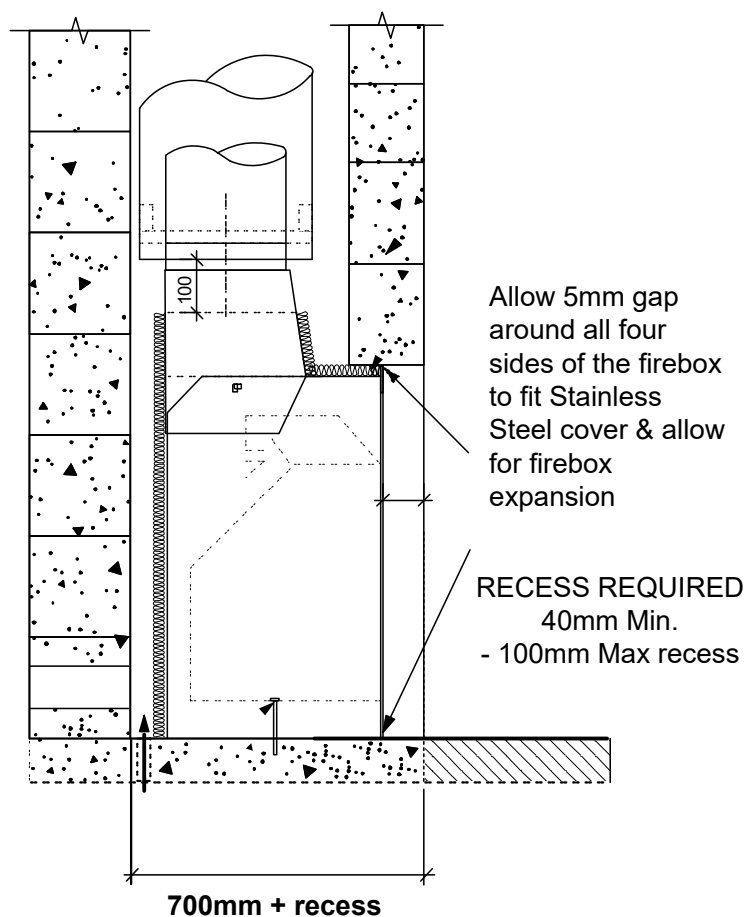 100
Allow 5mm gap
around all four
sides of the firebox
to fit Stainless
Steel cover & allow
for firebox
expansion
RECESS REQUIRED
40mm Min.
- 100mm Max recess
700mm + recess